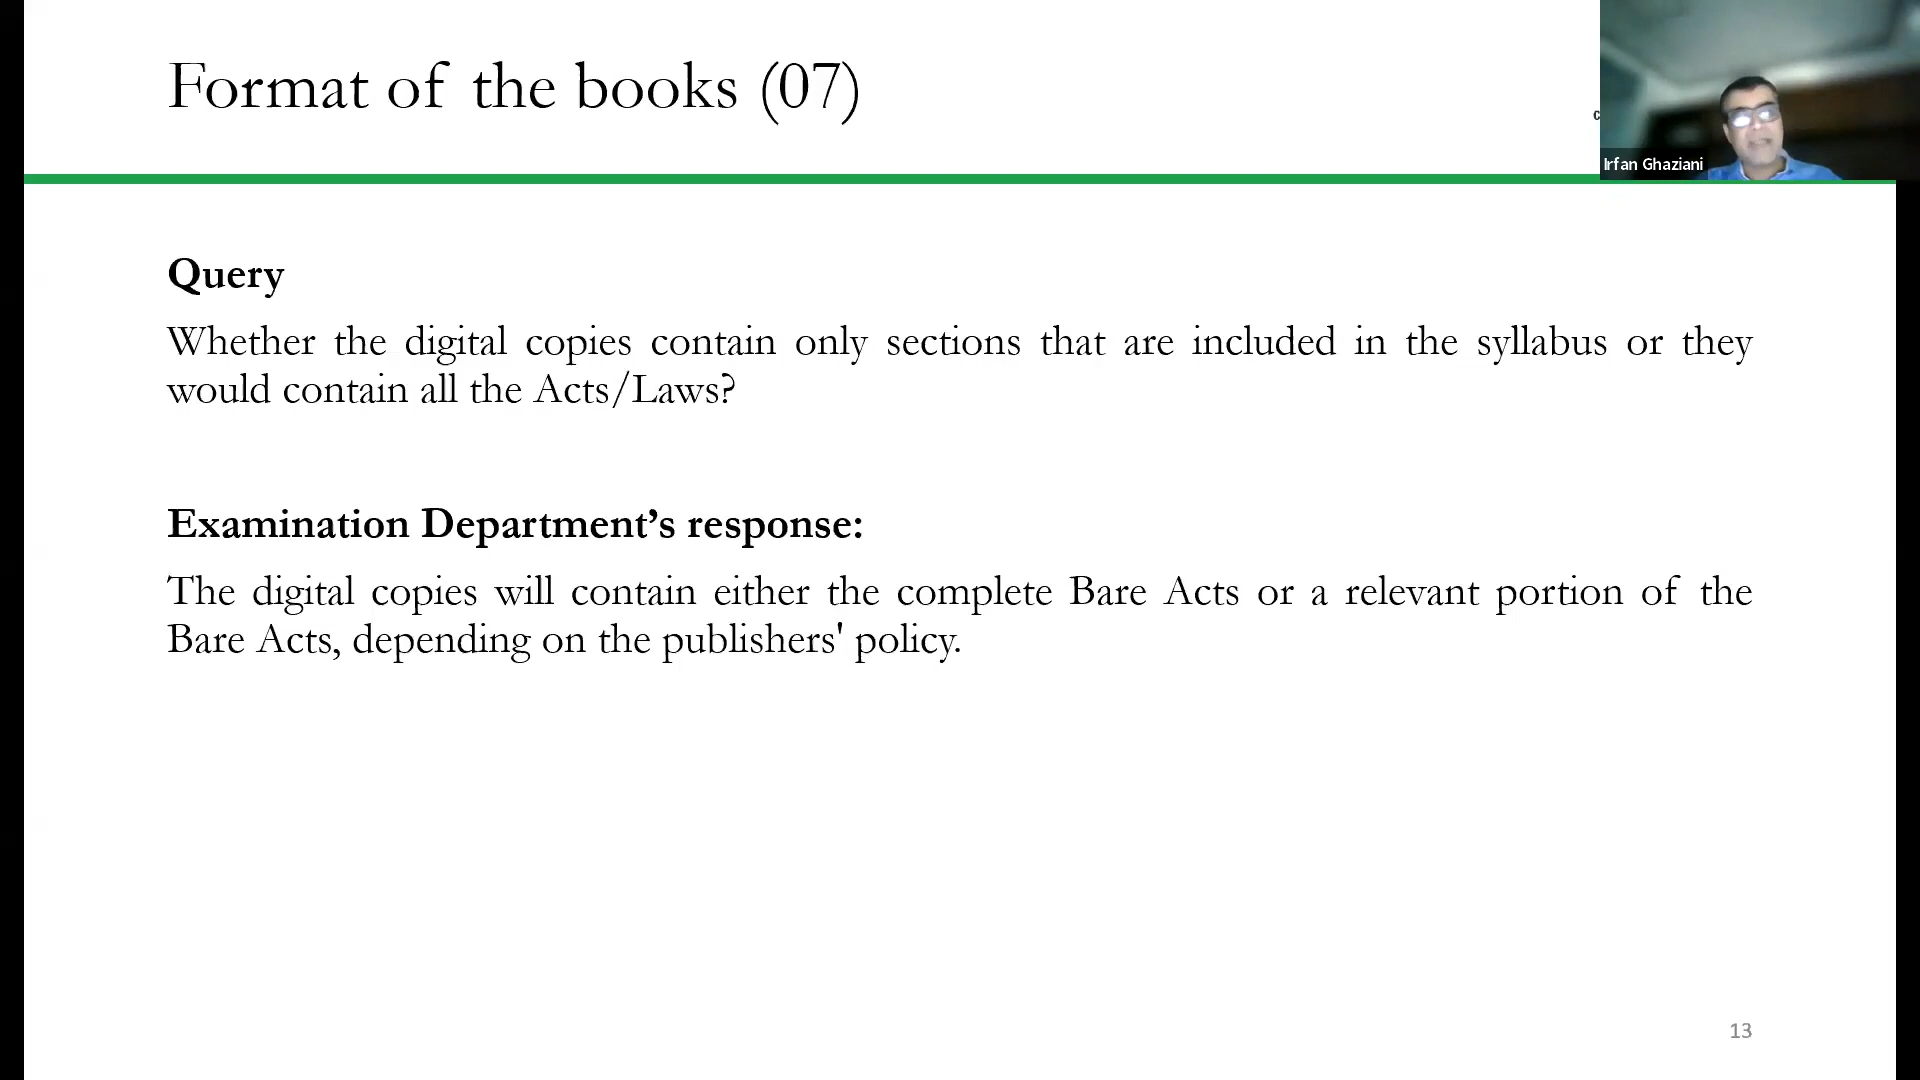 Format of the books (07)
Irfan Ghaziani
Query
Whether the digital copies contain only sections that are included in the syllabus or they
would contain all the Acts/Laws?
Examination Department’s response:
The digital copies will contain either the complete Bare Acts or a relevant portion of the
Bare Acts, depending on the publishers' policy.
13